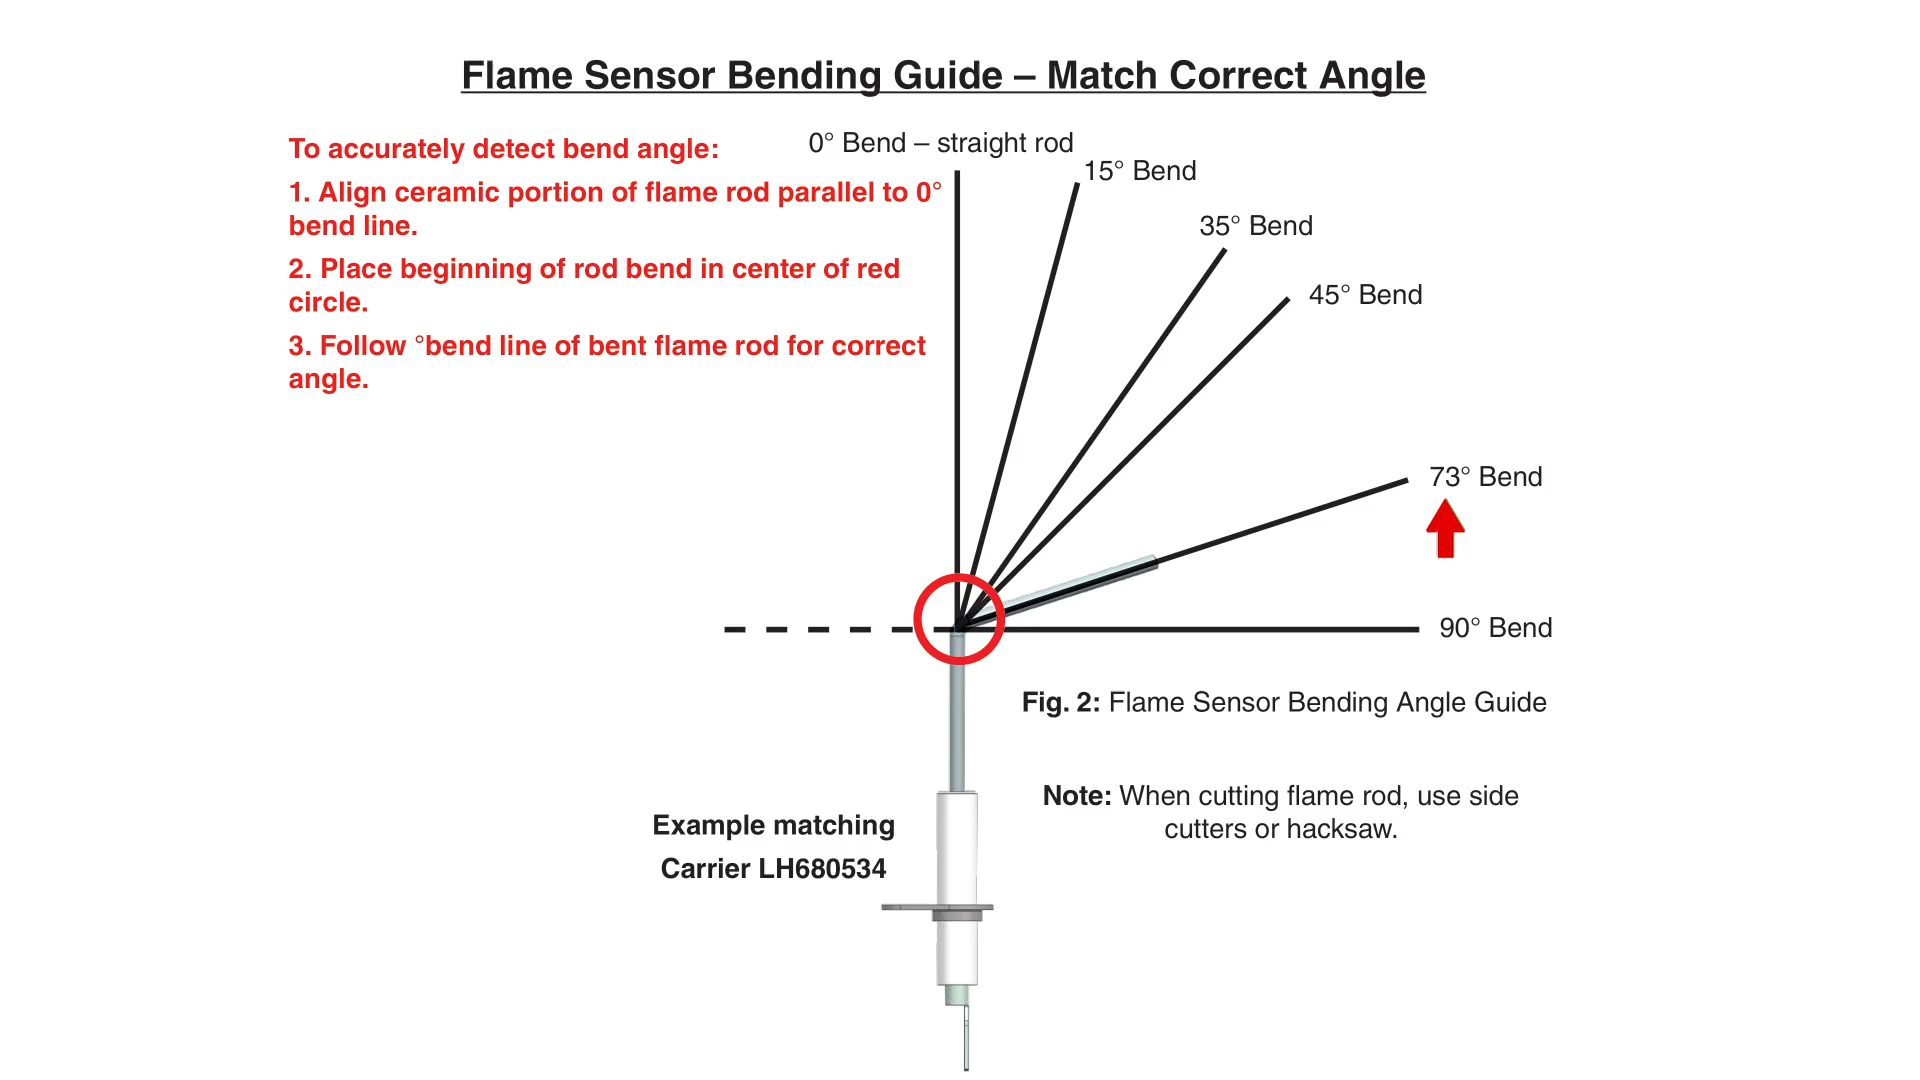 Flame Sensor Bending Guide – Match Correct Angle
To accurately detect bend angle:
1. Align ceramic portion of flame rod parallel to 0°
bend line.
2. Place beginning of rod bend in center of red
circle.
3. Follow °bend line of bent flame rod for correct
angle.
0° Bend – straight rod
15° Bend
35° Bend
45° Bend
73° Bend
90° Bend
Fig. 2: Flame Sensor Bending Angle Guide
Note: When cutting flame rod, use side
cutters or hacksaw.
Example matching
Carrier LH680534